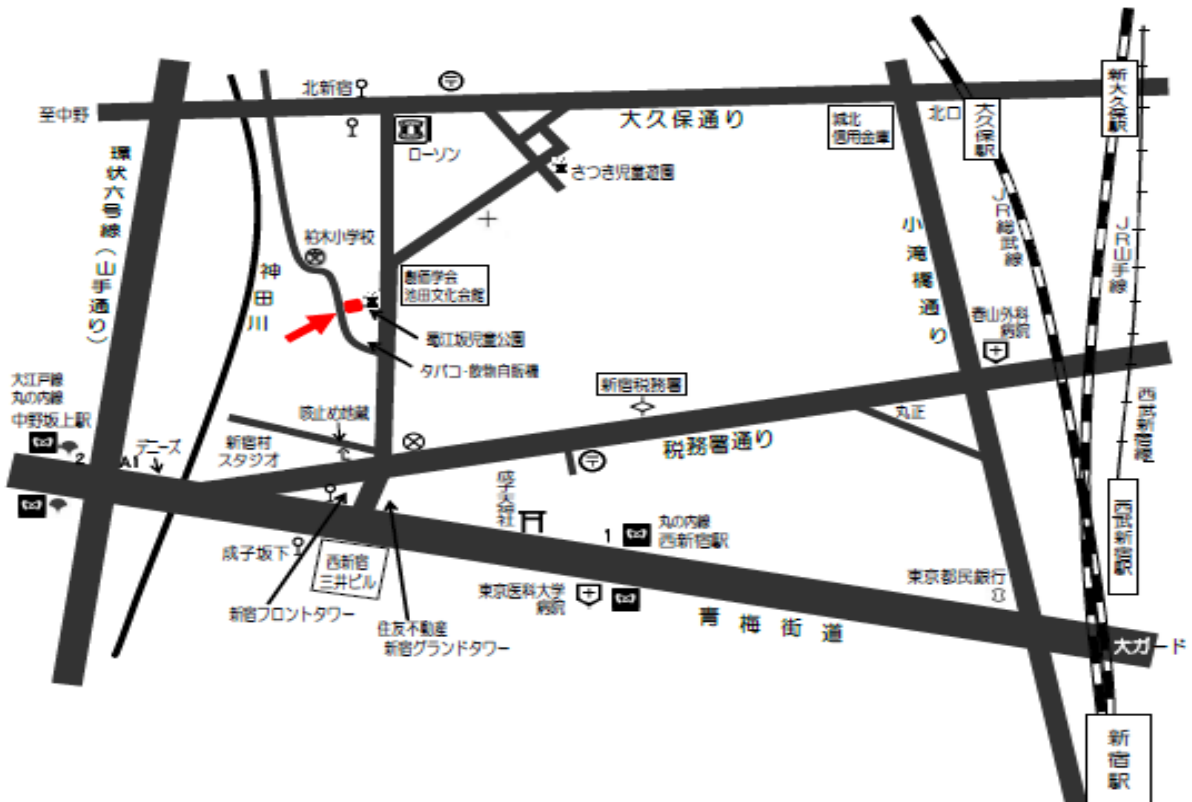 北新宿
至中野
大久保通り
城北
信用金庫
北口
大久保駅
新大久保駅
ローソン
さつき児童遊園
環状六号線(山手通り)
神田川
柏木小学校
創価学会
池田文化会館
小滝橋通り
JR総武線
JR山手線
蜀江坂児童公園
タバコ・飲物自販機
春山外科
病院
新宿税務署
大江戸線
丸の内線
中野坂上駅
2
A1
デニーズ
新宿村
スタジオ
咳止め地蔵
税務署通り
丸正
西武新宿線
西武新宿駅
成子天神社
1
丸の内線
西新宿駅
成子坂下
西新宿
三井ビル
東京医科大学
病院
東京都民銀行
新宿フロントタワー
住友不動産
新宿グランドタワー
青梅街道
大ガード
新宿駅